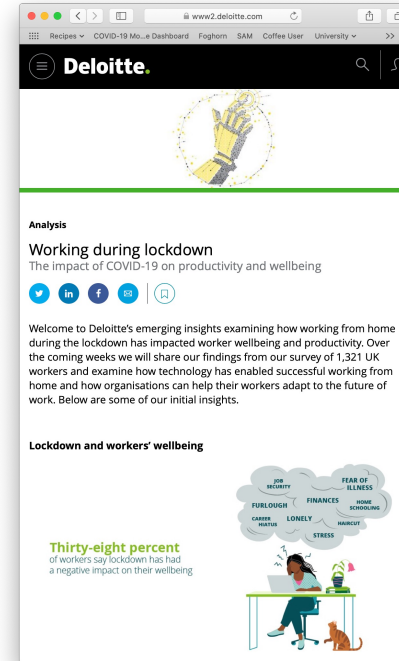 www2.deloitte.com
Recipes COVID-19 Mo...e Dashboard Foghorn SAM Coffee User University >>
Deloitte.
Analysis
Working during lockdown
The impact of COVID-19 on productivity and wellbeing
in f
Welcome to Deloitte's emerging insights examining how working from home
during the lockdown has impacted worker wellbeing and productivity. Over
the coming weeks we will share our findings from our survey of 1,321 UK
workers and examine how technology has enabled successful working from
home and how organisations can help their workers adapt to the future of
work. Below are some of our initial insights.
Lockdown and workers' wellbeing
JOB
SECURITY
FEAR OF
ILLNESS
FURLOUGH
FINANCES
HOME
SCHOOLING
CAREER
HIATUS
LONELY
HAIRCUT
STRESS
Thirty-eight percent
of workers say lockdown has had
a negative impact on their wellbeing